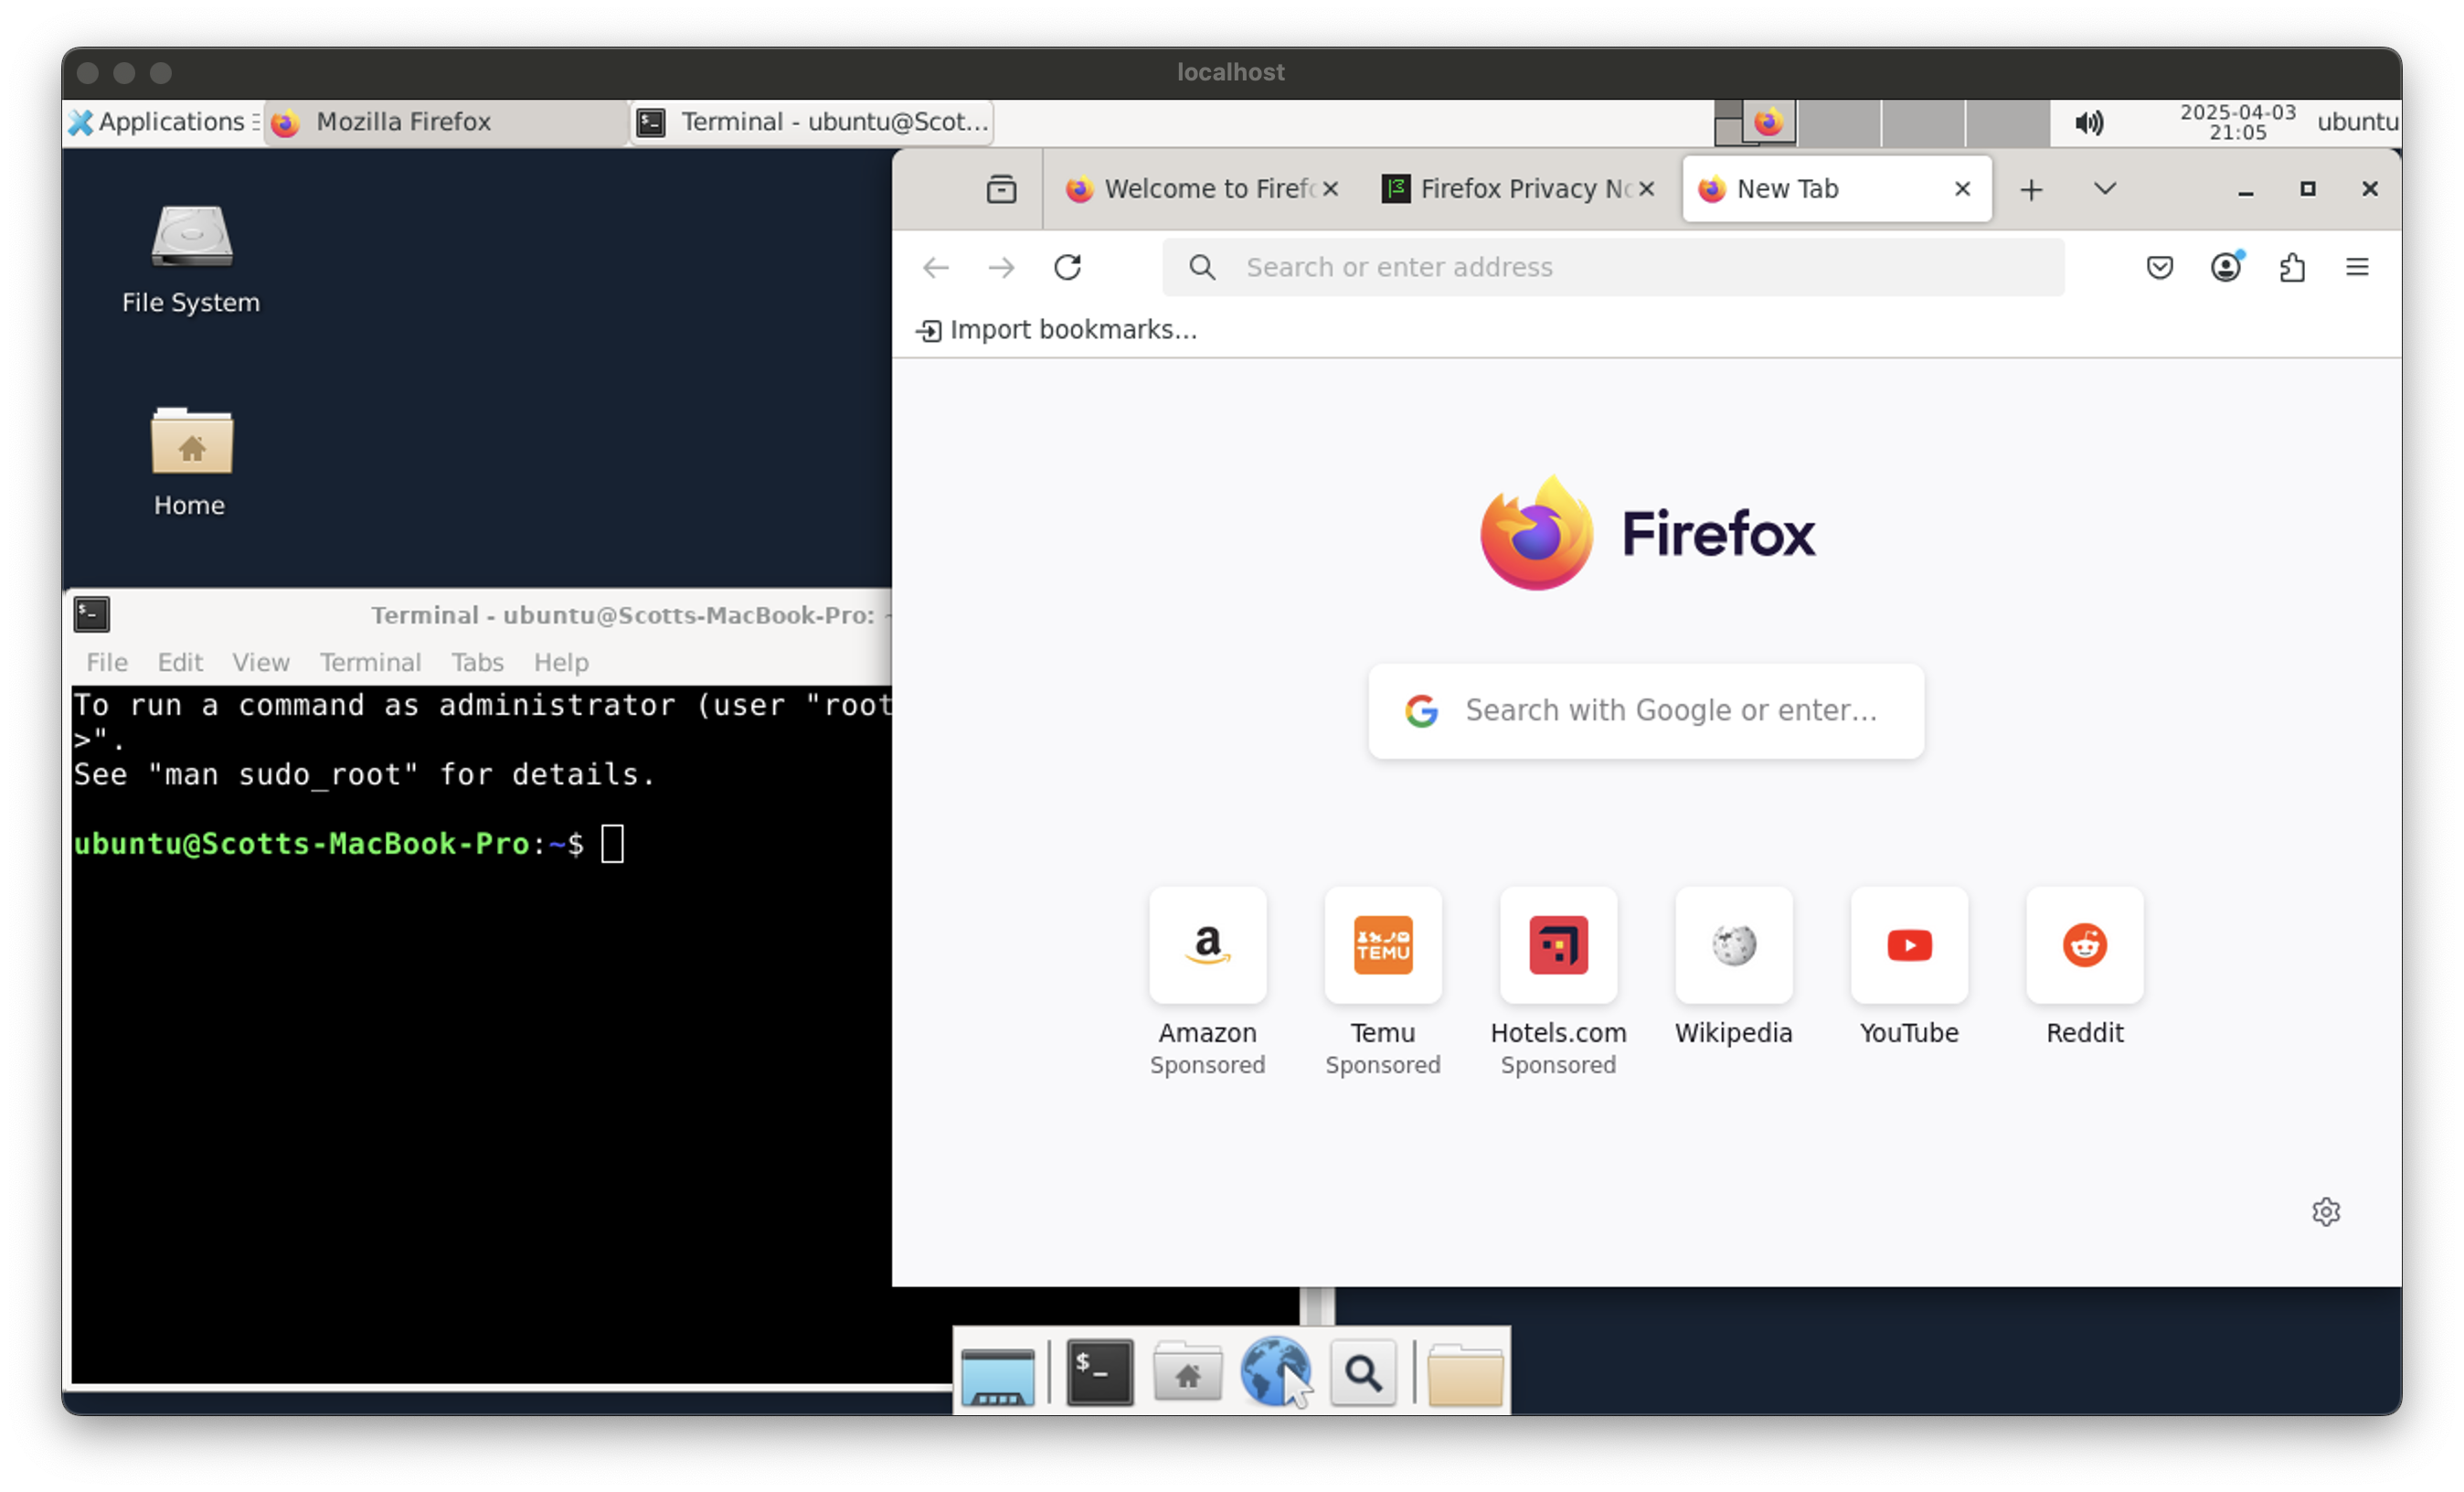 localhost
Applications
Mozilla Firefox
Terminal - ubuntu@Scot...
2025-04-03
21:05
ubuntu
File System
Home
Welcome to Firef
Firefox Privacy No
New Tab
Search or enter address
Import bookmarks...
Firefox
Search with Google or enter...
Amazon
Sponsored
TEMU
Temu
Sponsored
Hotels.com
Sponsored
Wikipedia
YouTube
Reddit
Terminal - ubuntu@Scotts-MacBook-Pro: ~
File Edit View Terminal Tabs Help
To run a command as administrator (user "root
>".
See "man sudo_root" for details.
ubuntu@Scotts-MacBook-Pro:~$